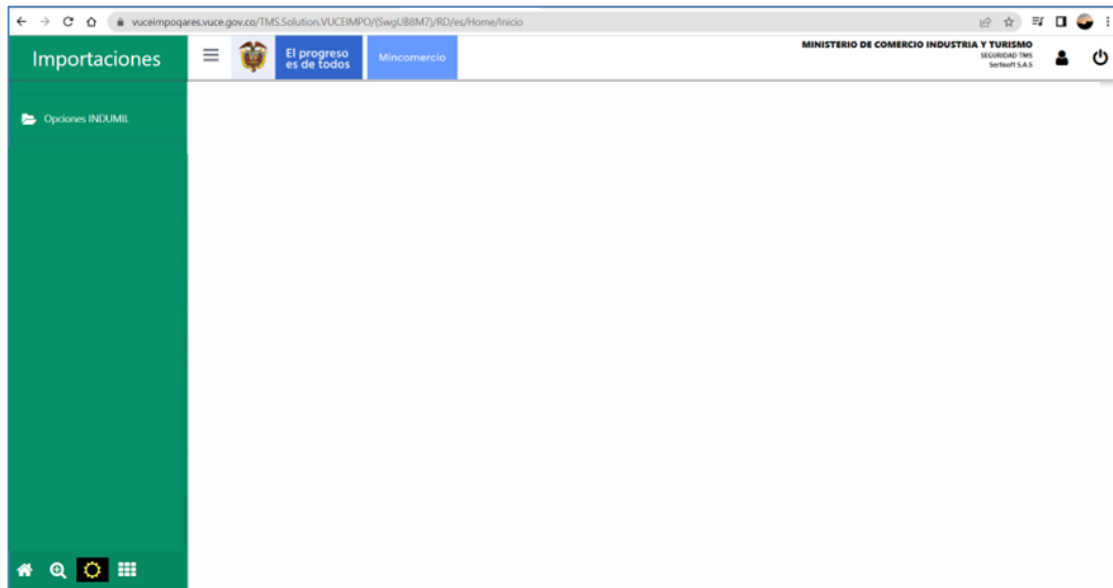 vuceimpoqares.vuce.gov.co/TMS.Solution.VUCEIMPO/(SwgUB8M7)/RD/es/Home/Inicio
Importaciones
El progreso
es de todos
Mincomercio
MINISTERIO DE COMERCIO INDUSTRIA Y TURISMO
SEGURIDAD TMS
Sertisoft S.A.S
Opciones INDUMIL